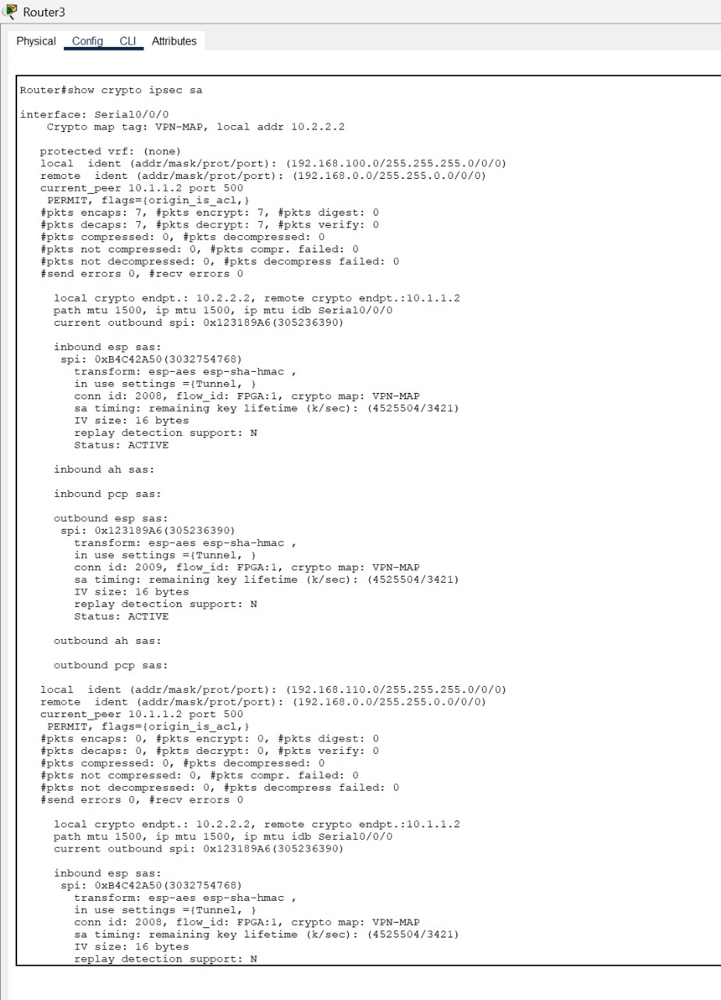 Router3
Physical Config CLI Attributes
Router#show crypto ipsec sa
interface: Serial0/0/0
Crypto map tag: VPN-MAP, local addr 10.2.2.2
protected vrf: (none)
local ident (addr/mask/prot/port): (192.168.100.0/255.255.255.0/0/0)
remote ident (addr/mask/prot/port): (192.168.0.0/255.255.0.0/0/0)
current_peer 10.1.1.2 port 500
PERMIT, flags={origin_is_acl,}
#pkts encaps: 7, #pkts encrypt: 7, #pkts digest: 0
#pkts decaps: 7, #pkts decrypt: 7, #pkts verify: 0
#pkts compressed: 0, #pkts decompressed: 0
#pkts not compressed: 0, #pkts compr. failed: 0
#pkts not decompressed: 0, #pkts decompress failed: 0
#send errors 0, #recv errors 0
local crypto endpt.: 10.2.2.2, remote crypto endpt.:10.1.1.2
path mtu 1500, ip mtu 1500, ip mtu idb Serial0/0/0
current outbound spi: 0x123189A6(305236390)
inbound esp sas:
spi: 0xB4C42A50(3032754768)
transform: esp-aes esp-sha-hmac ,
in use settings ={Tunnel, }
conn id: 2008, flow_id: FPGA:1, crypto map: VPN-MAP
sa timing: remaining key lifetime (k/sec): (4525504/3421)
IV size: 16 bytes
replay detection support: N
Status: ACTIVE
inbound ah sas:
inbound pcp sas:
outbound esp sas:
spi: 0x123189A6(305236390)
transform: esp-aes esp-sha-hmac ,
in use settings ={Tunnel, }
conn id: 2009, flow_id: FPGA:1, crypto map: VPN-MAP
sa timing: remaining key lifetime (k/sec): (4525504/3421)
IV size: 16 bytes
replay detection support: N
Status: ACTIVE
outbound ah sas:
outbound pcp sas:
local ident (addr/mask/prot/port): (192.168.110.0/255.255.255.0/0/0)
remote ident (addr/mask/prot/port): (192.168.0.0/255.255.0.0/0/0)
current_peer 10.1.1.2 port 500
PERMIT, flags={origin_is_acl,}
#pkts encaps: 0, #pkts encrypt: 0, #pkts digest: 0
#pkts decaps: 0, #pkts decrypt: 0, #pkts verify: 0
#pkts compressed: 0, #pkts decompressed: 0
#pkts not compressed: 0, #pkts compr. failed: 0
#pkts not decompressed: 0, #pkts decompress failed: 0
#send errors 0, #recv errors 0
local crypto endpt.: 10.2.2.2, remote crypto endpt.:10.1.1.2
path mtu 1500, ip mtu 1500, ip mtu idb Serial0/0/0
current outbound spi: 0x123189A6(305236390)
inbound esp sas:
spi: 0xB4C42A50(3032754768)
transform: esp-aes esp-sha-hmac ,
in use settings ={Tunnel, }
conn id: 2008, flow_id: FPGA:1, crypto map: VPN-MAP
sa timing: remaining key lifetime (k/sec): (4525504/3421)
IV size: 16 bytes
replay detection support: N